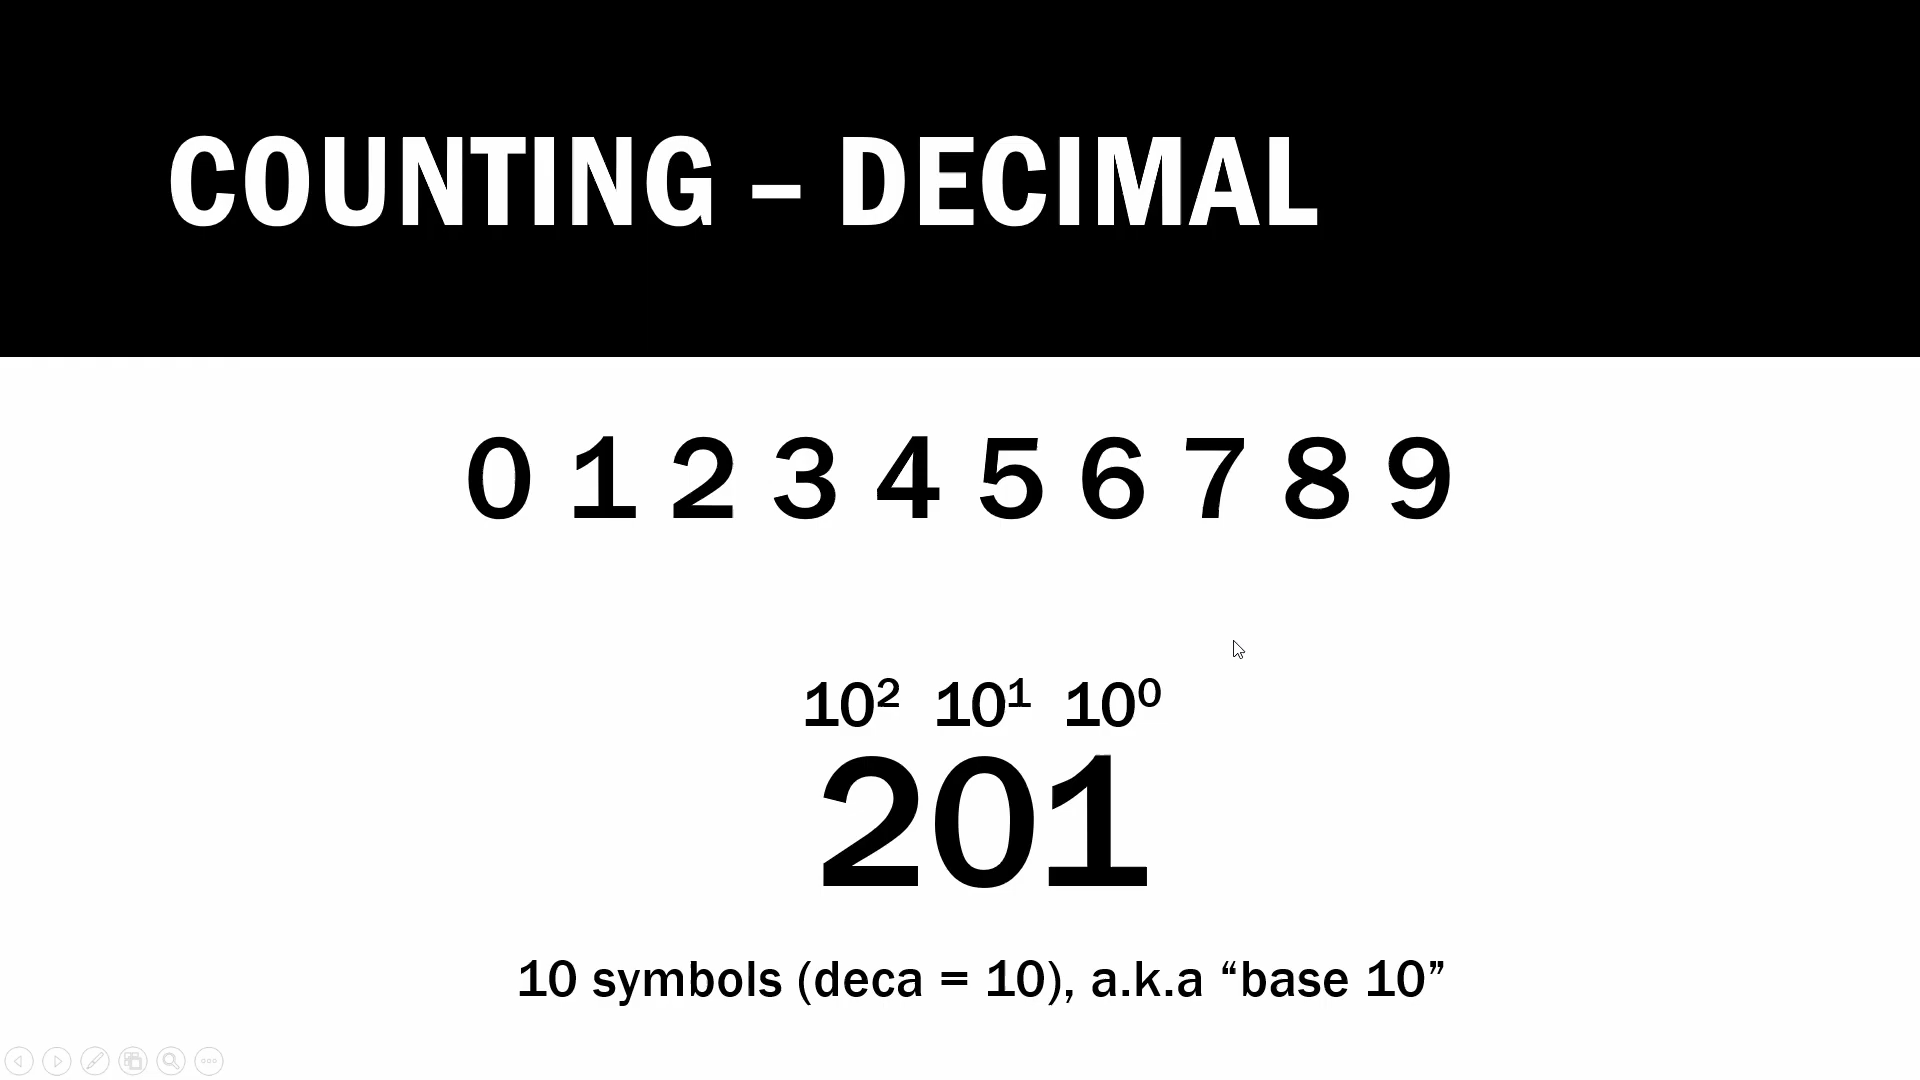 COUNTING – DECIMAL
0 1 2 3 4 5 6 7 8 9
10² 10¹ 10⁰
201
10 symbols (deca = 10), a.k.a “base 10”